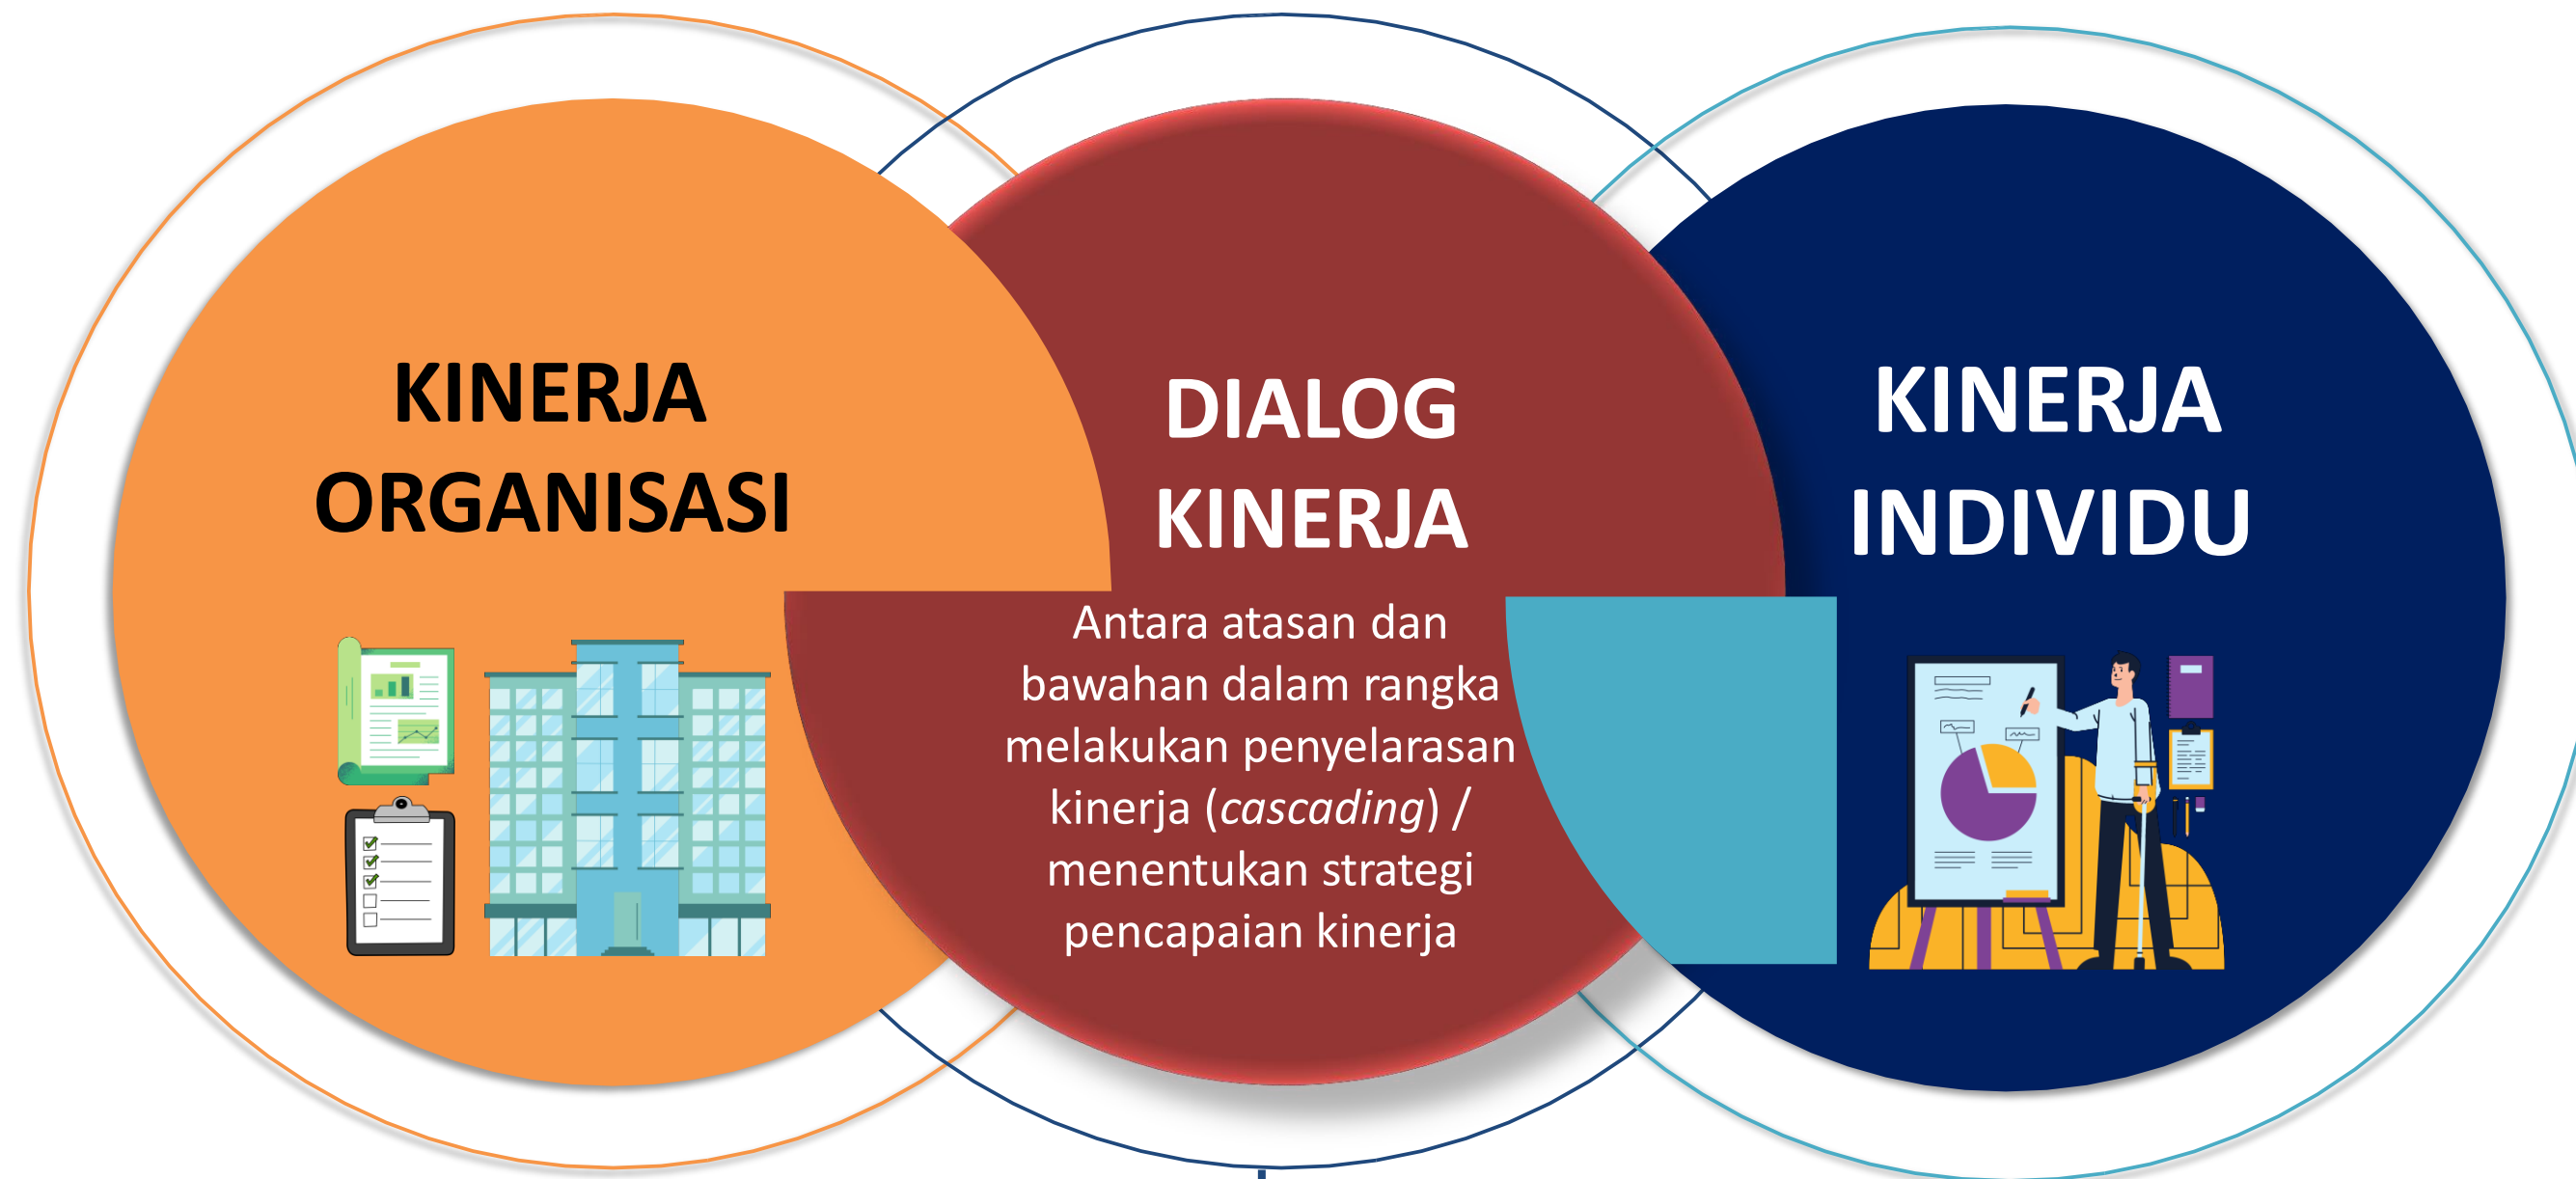 KINERJA
ORGANISASI
DIALOG
KINERJA
Antara atasan dan
bawahan dalam rangka
melakukan penyelarasan
kinerja (cascading) /
menentukan strategi
pencapaian kinerja
KINERJA
INDIVIDU